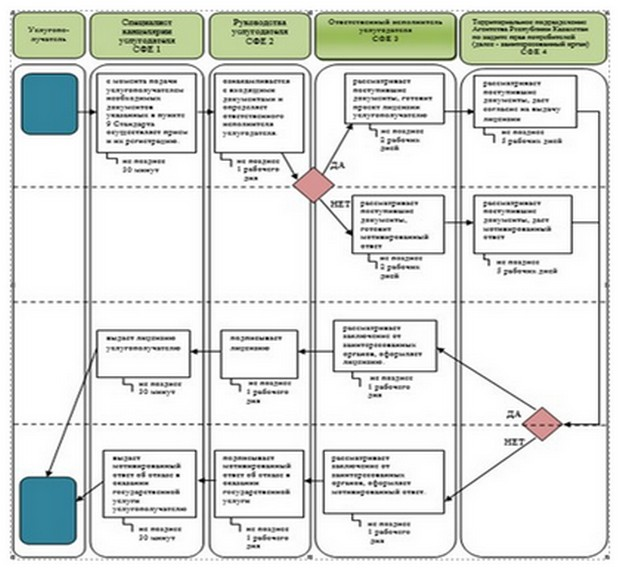 Услугопо-
лучатель
Специалист
канцелярии
услугодателя
СФЕ 1
Руководства
услугодателя
СФЕ 2
Ответственный исполнитель
услугодателя
СФЕ 3
Территориальное подразделение
Агентства Республики Казахстан
по защите прав потребителей
(далее - заинтересованный орган)
СФЕ 4
с момента подачи
услугополучателем
необходимых
документов
указанных в пункте
9 Стандарта
осуществляет прием
и их регистрацию.
не позднее
30 минут
ознакамливается
с входящими
документами и
определяет
ответственного
исполнителя
услугодателя.
не позднее
1 рабочего
дня
рассматривает
поступившие
документы, готовит
проект лицензии
услугополучателю
не позднее
2 рабочих
дней
рассматривает
поступившие
документы, дает
согласие на выдачу
лицензии
не позднее
5 рабочих дней
ДА
НЕТ
рассматривает
поступившие
документы,
готовит
мотивированный
ответ
не позднее
2 рабочих
дней
рассматривает
поступившие
документы, дает
мотивированный
ответ
не позднее
5 рабочих дней
выдает лицензию
услугополучателю
не позднее
30 минут
подписывает
лицензию
не позднее
1 рабочего
дня
рассматривает
заключение от
заинтересованных
органов, оформляет
лицензию.
не позднее
1 рабочего
дня
ДА
НЕТ
выдает
мотивированный
ответ об отказе в
оказании
государственной
услуги
услугополучателю
не позднее
30 минут
подписывает
мотивированный
ответ об отказе в
оказании
государственной
услуги
не позднее
1 рабочего
дня
рассматривает
заключение от
заинтересованных
органов, оформляет
мотивированный ответ.
не позднее
1 рабочего
дня